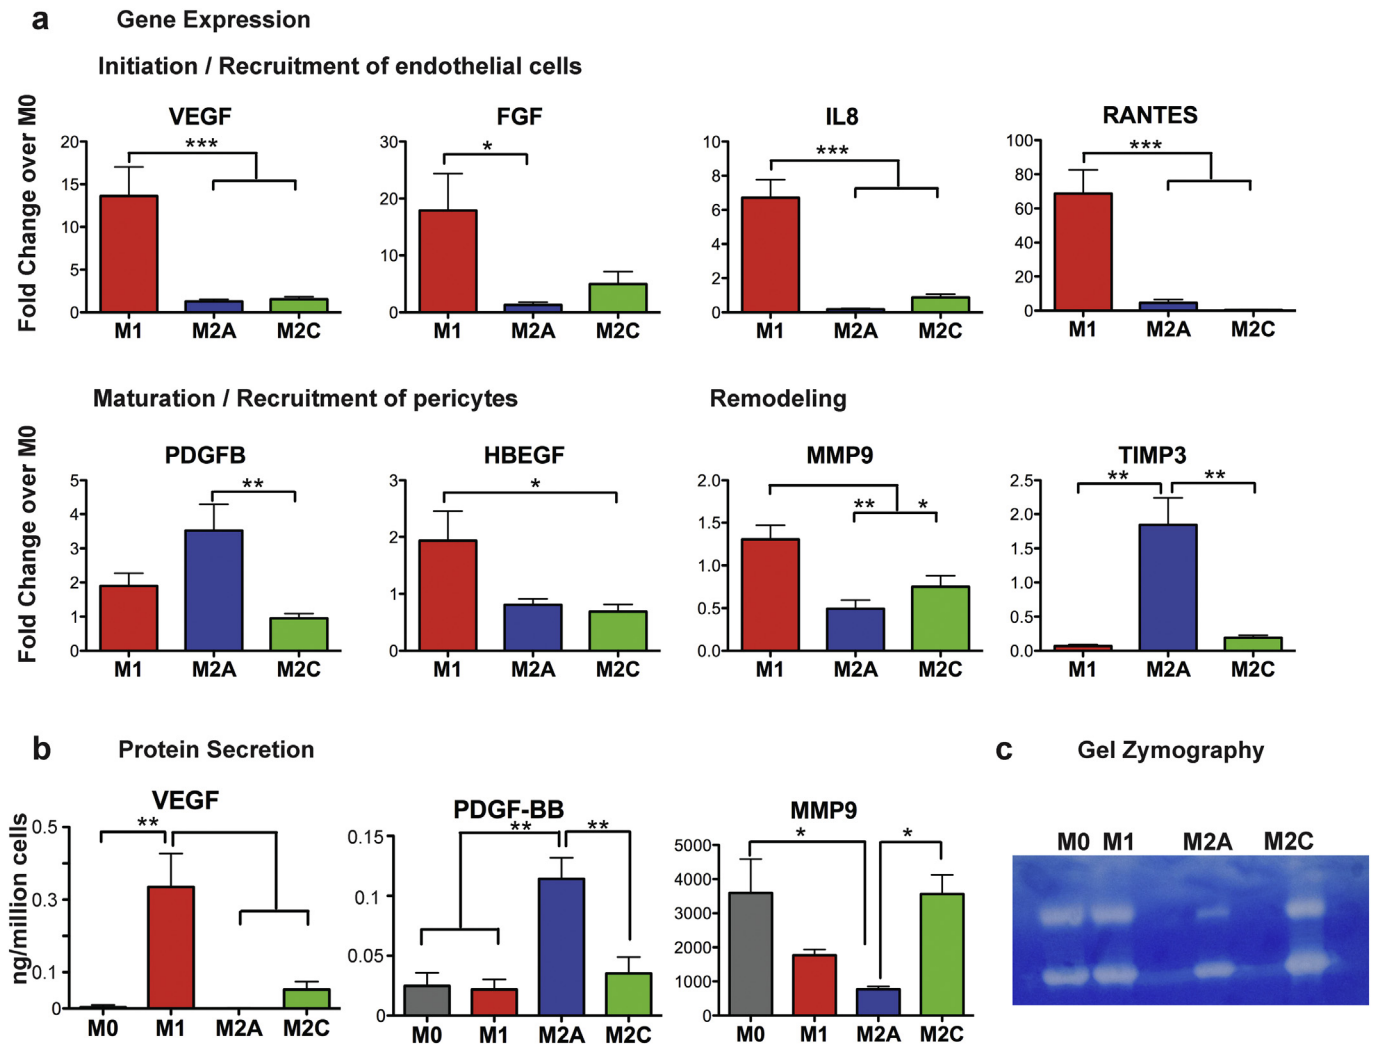 a Gene Expression
Initiation / Recruitment of endothelial cells
Fold Change over M0
VEGF
20
15
10
5
0
***
M1 M2A M2C
FGF
30
20
10
0
*
M1 M2A M2C
IL8
10
8
6
4
2
0
***
M1 M2A M2C
RANTES
100
80
60
40
20
0
***
M1 M2A M2C
Maturation / Recruitment of pericytes
Remodeling
Fold Change over M0
PDGFB
5
4
3
2
1
0
**
M1 M2A M2C
HBEGF
3
2
1
0
*
M1 M2A M2C
MMP9
2.0
1.5
1.0
0.5
0.0
** *
M1 M2A M2C
TIMP3
2.5
2.0
1.5
1.0
0.5
0.0
** **
M1 M2A M2C
b Protein Secretion
ng/million cells
VEGF
0.5
0.3
0.1
0
**
M0 M1 M2A M2C
PDGF-BB
0.15
0.1
0.05
0
** **
M0 M1 M2A M2C
MMP9
5000
4000
3000
2000
1000
0
* *
M0 M1 M2A M2C
c Gel Zymography
M0 M1 M2A M2C